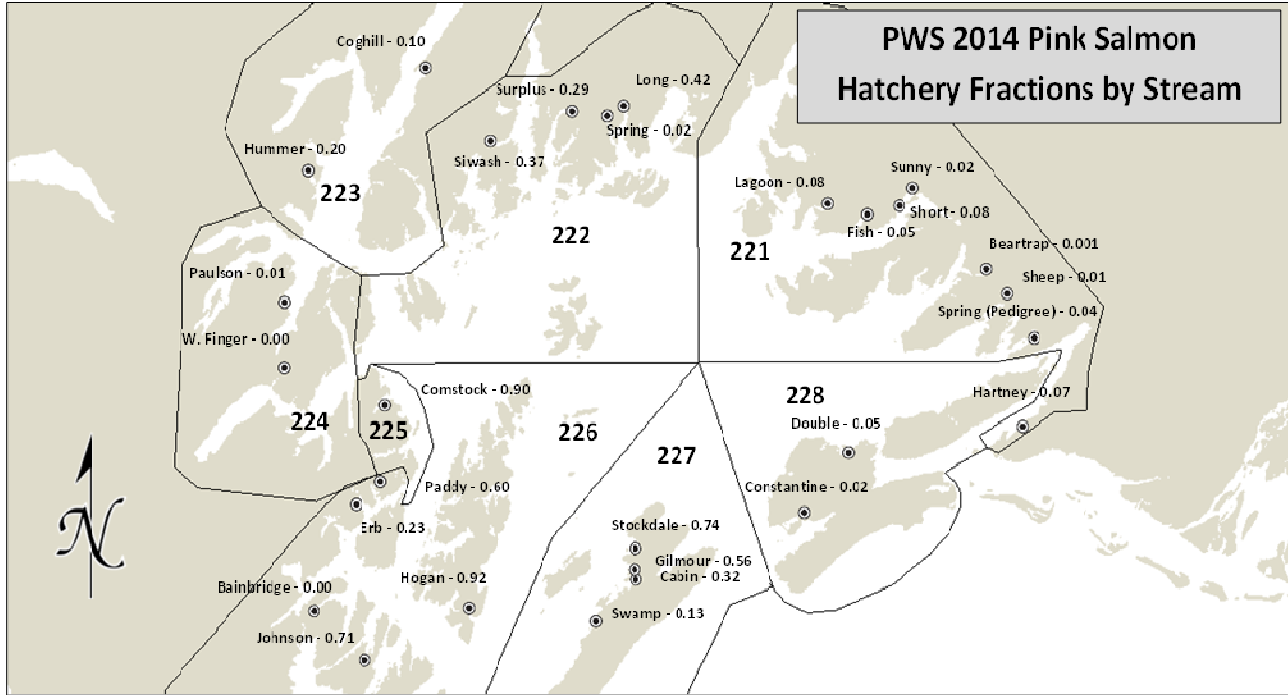 PWS 2014 Pink Salmon
Hatchery Fractions by Stream
Coghill - 0.10
Long - 0.42
Surplus - 0.29
Spring - 0.02
Hummer - 0.20
Siwash - 0.37
223
Sunny - 0.02
Lagoon - 0.08
Short - 0.08
Fish - 0.05
222
221
Beartrap - 0.001
Paulson - 0.01
Sheep - 0.01
Spring (Pedigree) - 0.04
W. Finger - 0.00
Comstock - 0.90
228
Hartney - 0.07
224
225
226
Double - 0.05
227
Paddy - 0.60
Constantine - 0.02
N
Erb - 0.23
Stockdale - 0.74
Gilmour - 0.56
Cabin - 0.32
Hogan - 0.92
Bainbridge - 0.00
Swamp - 0.13
Johnson - 0.71